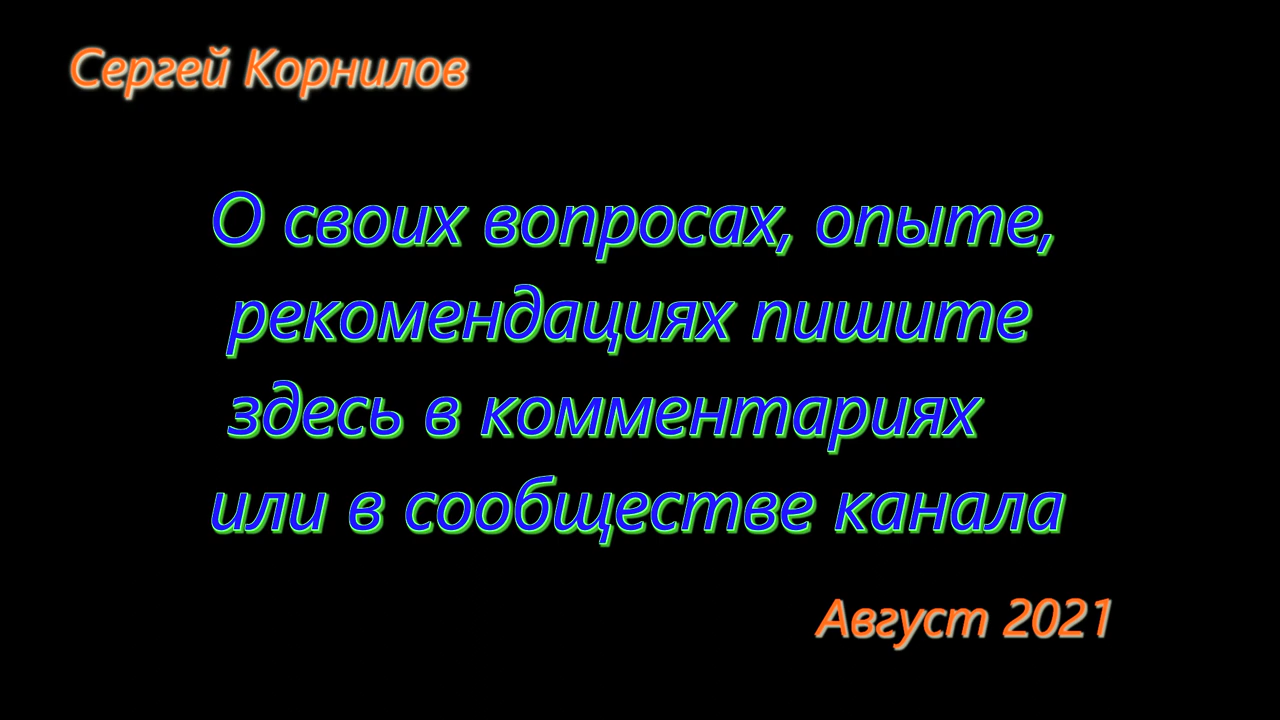 Сергей Корнилов
О своих вопросах, опыте,
рекомендациях пишите
здесь в комментариях
или в сообществе канала
Август 2021